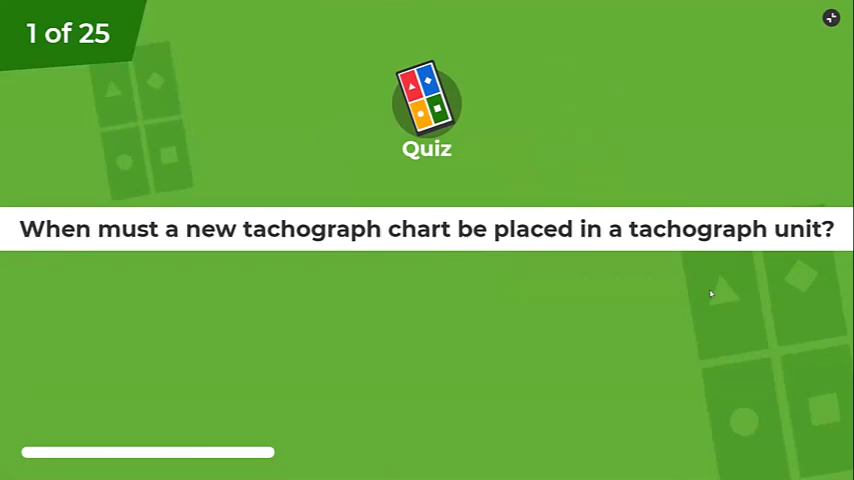 1 of 25
Quiz
When must a new tachograph chart be placed in a tachograph unit?